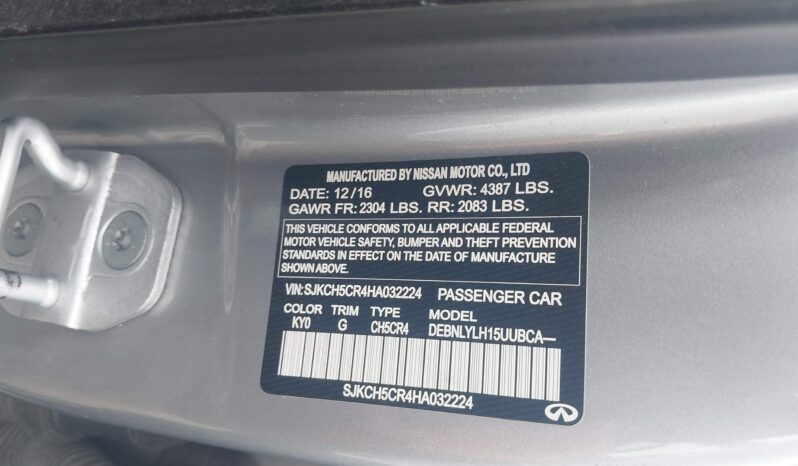 MANUFACTURED BY NISSAN MOTOR CO., LTD
DATE: 12/16 GVWR: 4387 LBS.
GAWR FR: 2304 LBS. RR: 2083 LBS.
THIS VEHICLE CONFORMS TO ALL APPLICABLE FEDERAL
MOTOR VEHICLE SAFETY, BUMPER AND THEFT PREVENTION
STANDARDS IN EFFECT ON THE DATE OF MANUFACTURE
SHOWN ABOVE.
VIN:SJKCH5CR4HA032224 PASSENGER CAR
COLOR TRIM TYPE MODEL
KY0 G CH5CR4 DEBNLYLH15UUBCA—
SJKCH5CR4HA032224